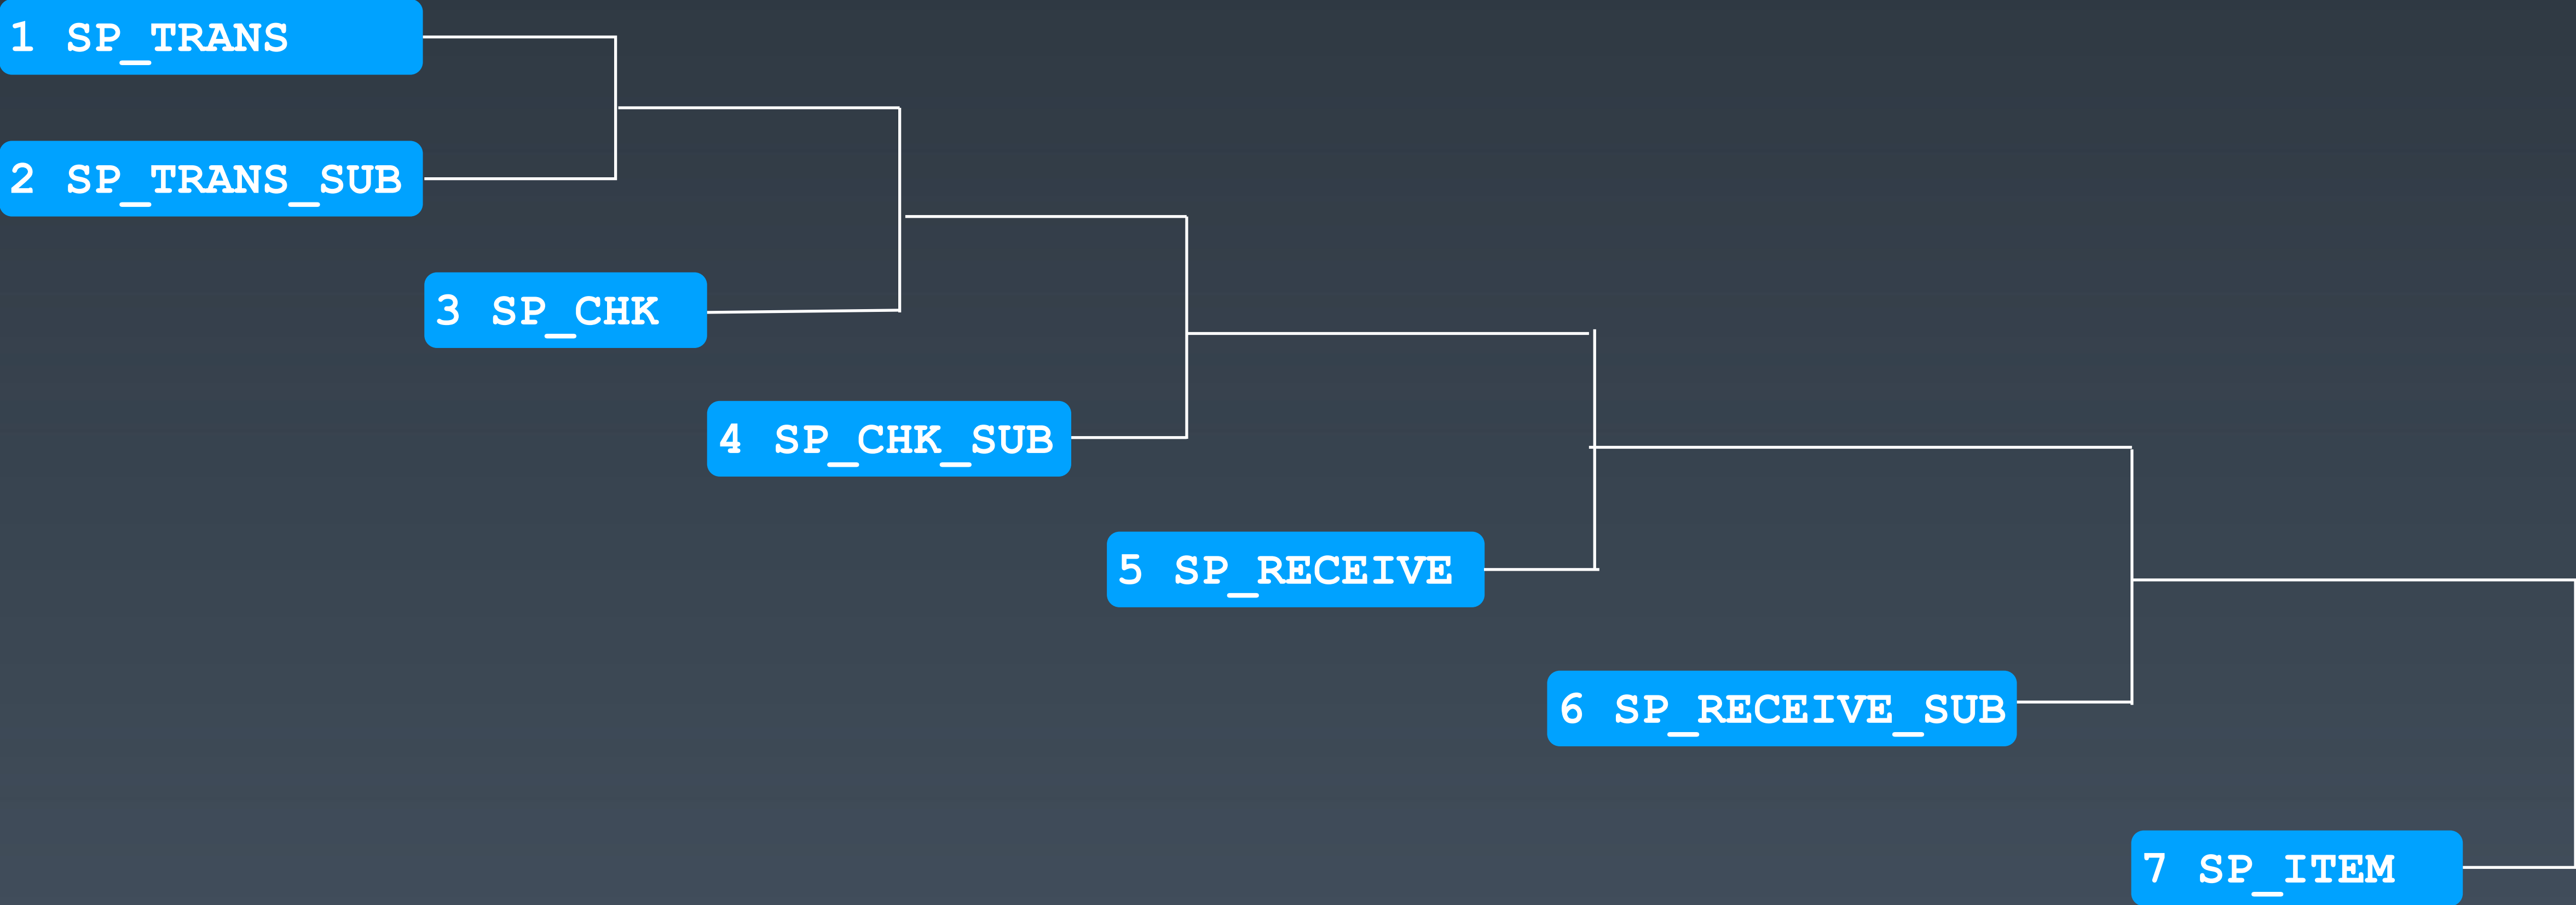 1 SP_TRANS
2 SP_TRANS_SUB
3 SP_CHK
4 SP_CHK_SUB
5 SP_RECEIVE
6 SP_RECEIVE_SUB
7 SP_ITEM